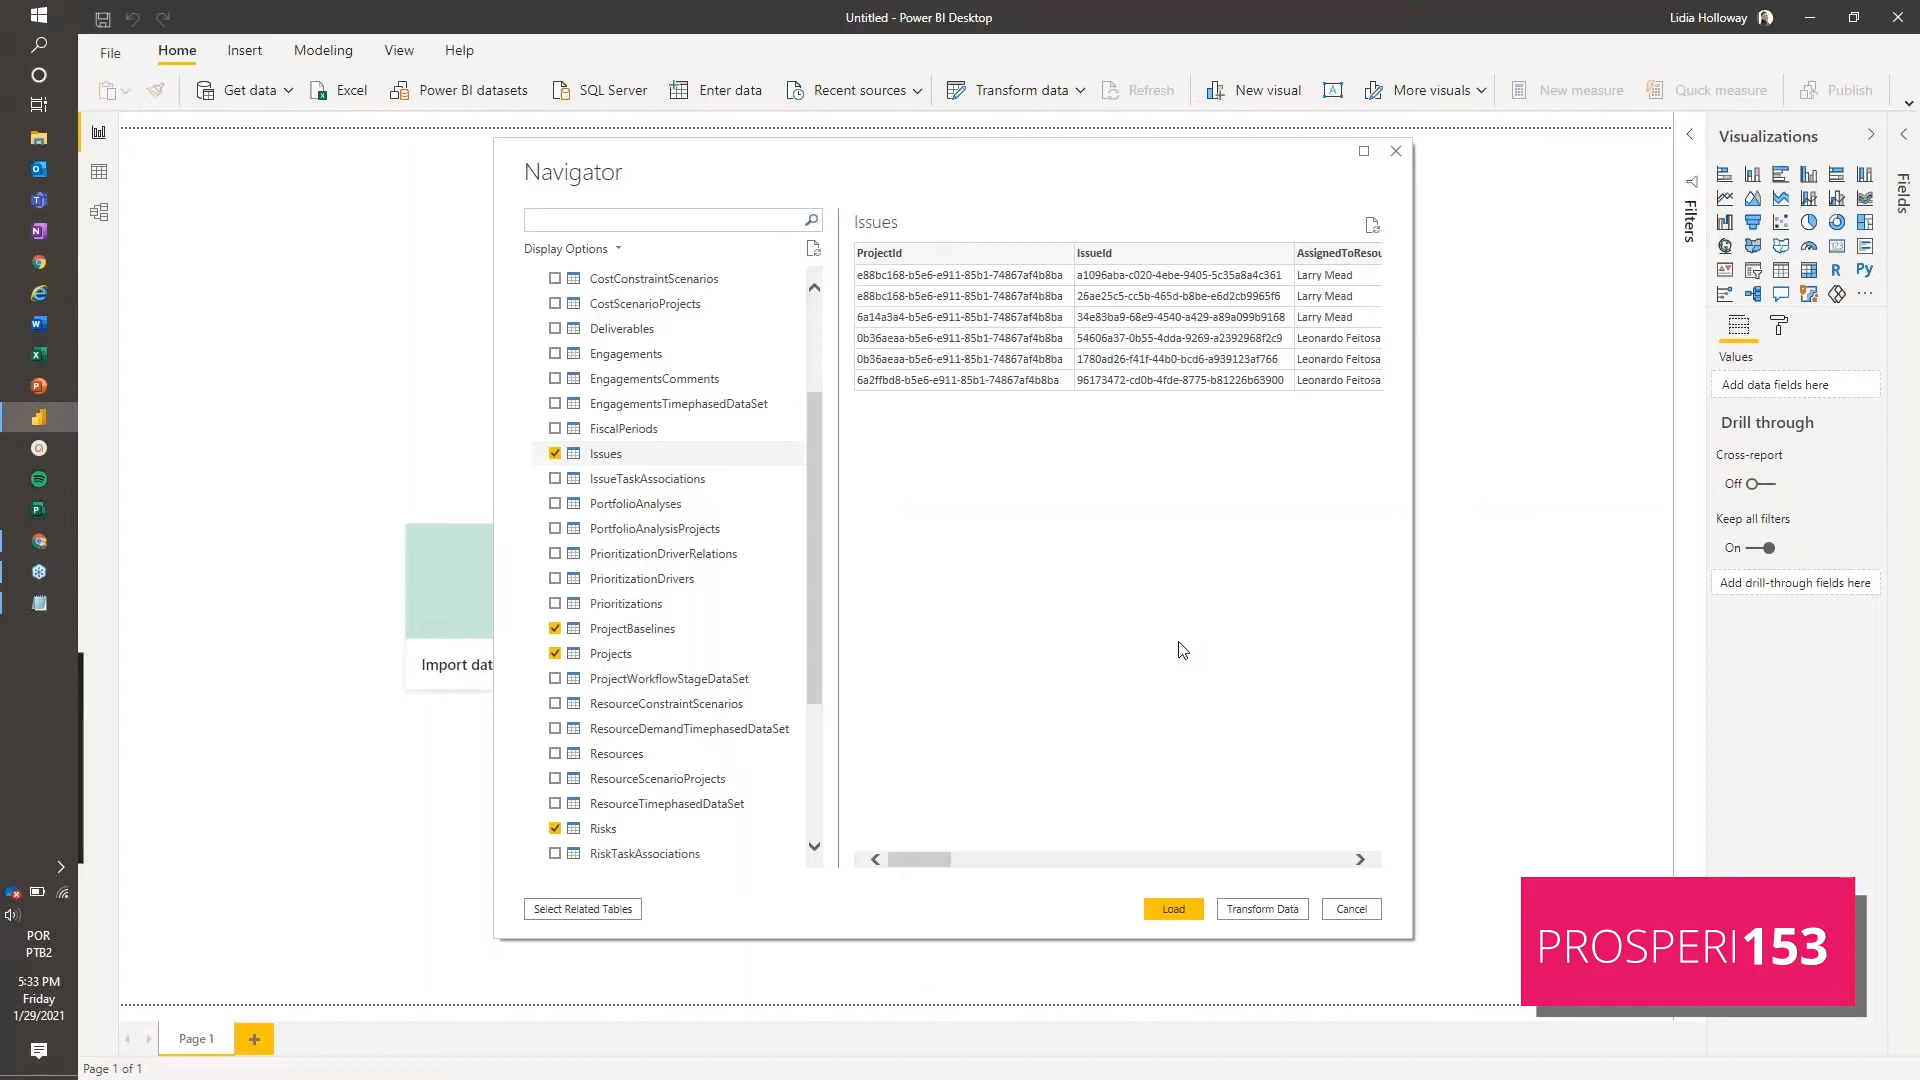 Untitled - Power BI Desktop
Lidia Holloway
File
Home
Insert
Modeling
View
Help
Get data
Excel
Power BI datasets
SQL Server
Enter data
Recent sources
Transform data
Refresh
New visual
More visuals
New measure
Quick measure
Publish
Navigator
Display Options
CostConstraintScenarios
CostScenarioProjects
Deliverables
Engagements
EngagementsComments
EngagementsTimephasedDataSet
FiscalPeriods
Issues
IssueTaskAssociations
PortfolioAnalyses
PortfolioAnalysisProjects
PrioritizationDriverRelations
PrioritizationDrivers
Prioritizations
ProjectBaselines
Projects
ProjectWorkflowStageDataSet
ResourceConstraintScenarios
ResourceDemandTimephasedDataSet
Resources
ResourceScenarioProjects
ResourceTimephasedDataSet
Risks
RiskTaskAssociations
Issues
ProjectId IssueId AssignedToResou
e88bc168-b5e6-e911-85b1-74867af4b8ba a1096aba-c020-4ebe-9405-5c35a8a4c361 Larry Mead
e88bc168-b5e6-e911-85b1-74867af4b8ba 26ae25c5-cc5b-465d-b8be-e6d2cb9965f6 Larry Mead
6a14a3a4-b5e6-e911-85b1-74867af4b8ba 34e83ba9-68e9-4540-a429-a89a099b9168 Larry Mead
0b36aeaa-b5e6-e911-85b1-74867af4b8ba 54606a37-0b55-4dda-9269-a2392968f2c9 Leonardo Feitosa
0b36aeaa-b5e6-e911-85b1-74867af4b8ba 1780ad26-f41f-44b0-bcd6-a939123af766 Leonardo Feitosa
6a2ffbd8-b5e6-e911-85b1-74867af4b8ba 96173472-cd0b-4fde-8775-b81226b63900 Leonardo Feitosa
Select Related Tables
Load
Transform Data
Cancel
Import dat
Filters
Visualizations
R
Py
Values
Add data fields here
Drill through
Cross-report
Off
Keep all filters
On
Add drill-through fields here
Fields
PROSPERI153
POR
PTB2
5:33 PM
Friday
1/29/2021
Page 1
Page 1 of 1